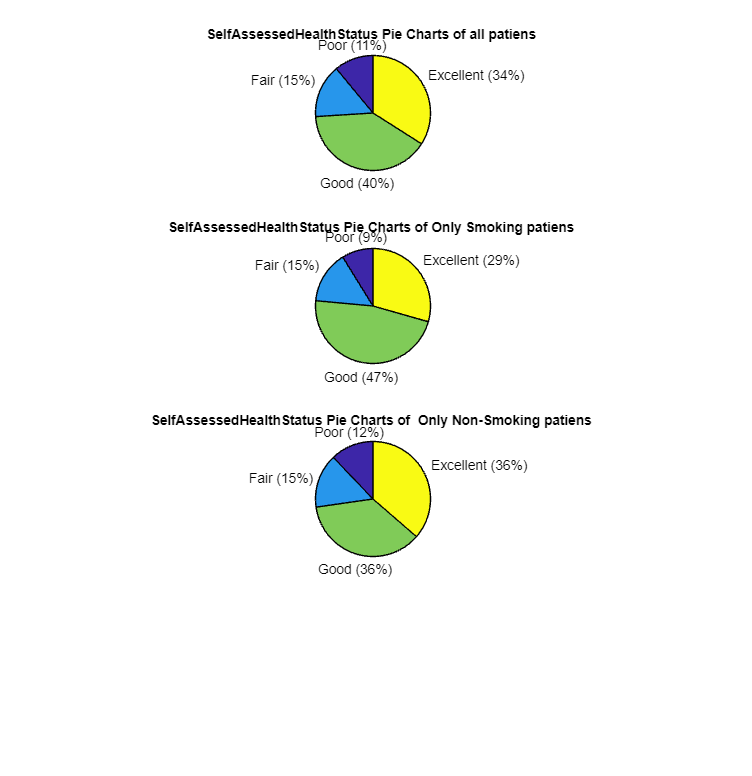 SelfAssessedHealthStatus Pie Charts of all patiens
Poor (11%)
Excellent (34%)
Fair (15%)
Good (40%)
SelfAssessedHealthStatus Pie Charts of Only Smoking patiens
Poor (9%)
Excellent (29%)
Fair (15%)
Good (47%)
SelfAssessedHealthStatus Pie Charts of  Only Non-Smoking patiens
Poor (12%)
Excellent (36%)
Fair (15%)
Good (36%)